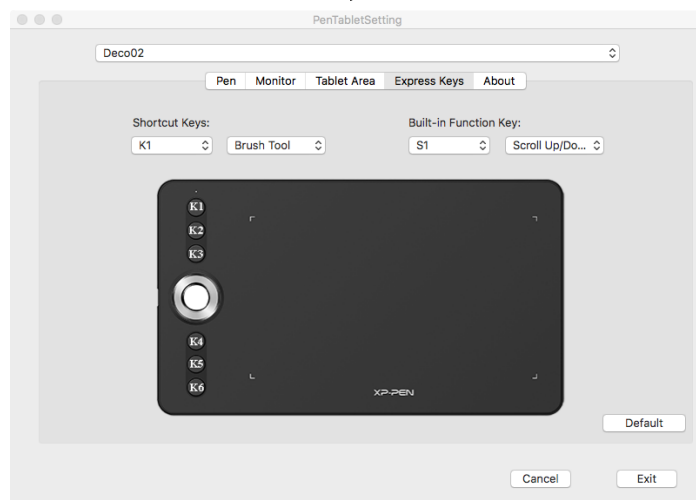 PenTabletSetting
Deco02
Pen Monitor Tablet Area Express Keys About
Shortcut Keys: Built-in Function Key:
K1 Brush Tool S1 Scroll Up/Do...
K1
K2
K3
K4
K5
K6
XP-PEN
Default
Cancel Exit